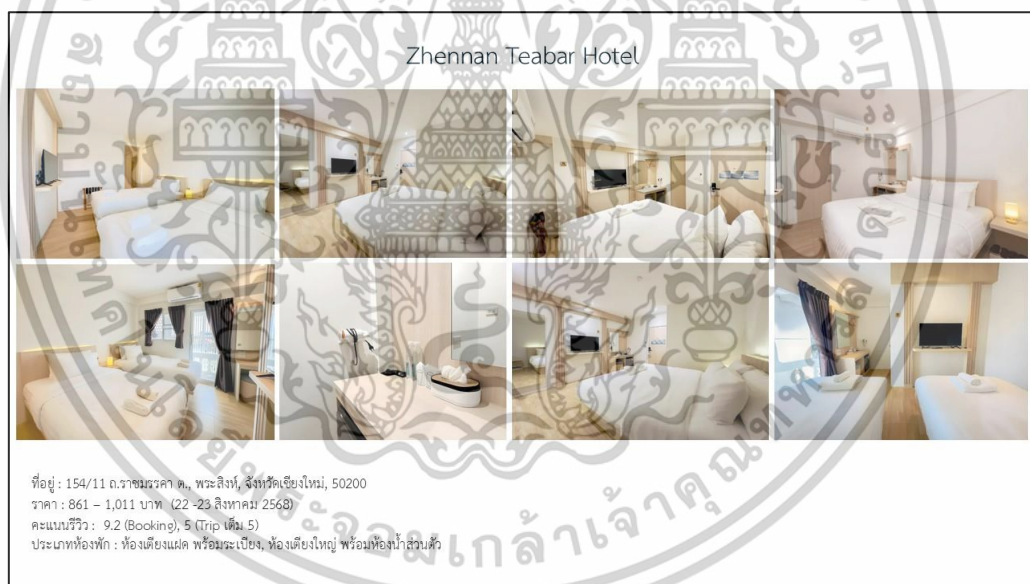 Zhennan Teabar Hotel
ที่อยู่ : 154/11 ถ.ราชมรรคา ต., พระสิงห์, จังหวัดเชียงใหม่, 50200
ราคา : 861 – 1,011 บาท (22 -23 สิงหาคม 2568)
คะแนนรีวิว : 9.2 (Booking), 5 (Trip เต็ม 5)
ประเภทห้องพัก : ห้องเตียงแฝด พร้อมระเบียง, ห้องเตียงใหญ่ พร้อมห้องน้ำส่วนตัว